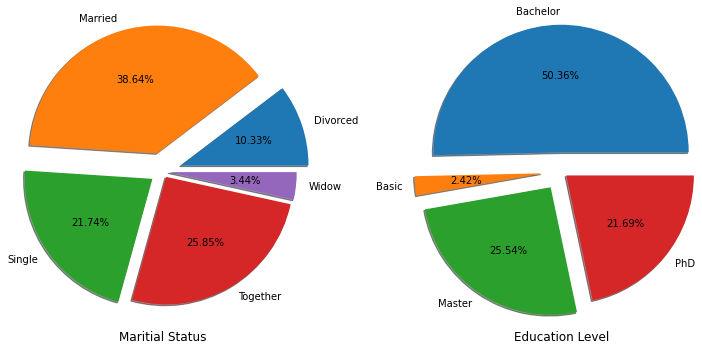 Married
38.64%
Divorced
10.33%
3.44%
Widow
21.74%
25.85%
Single
Together
Maritial Status
Bachelor
50.36%
Basic
2.42%
21.69%
25.54%
PhD
Master
Education Level